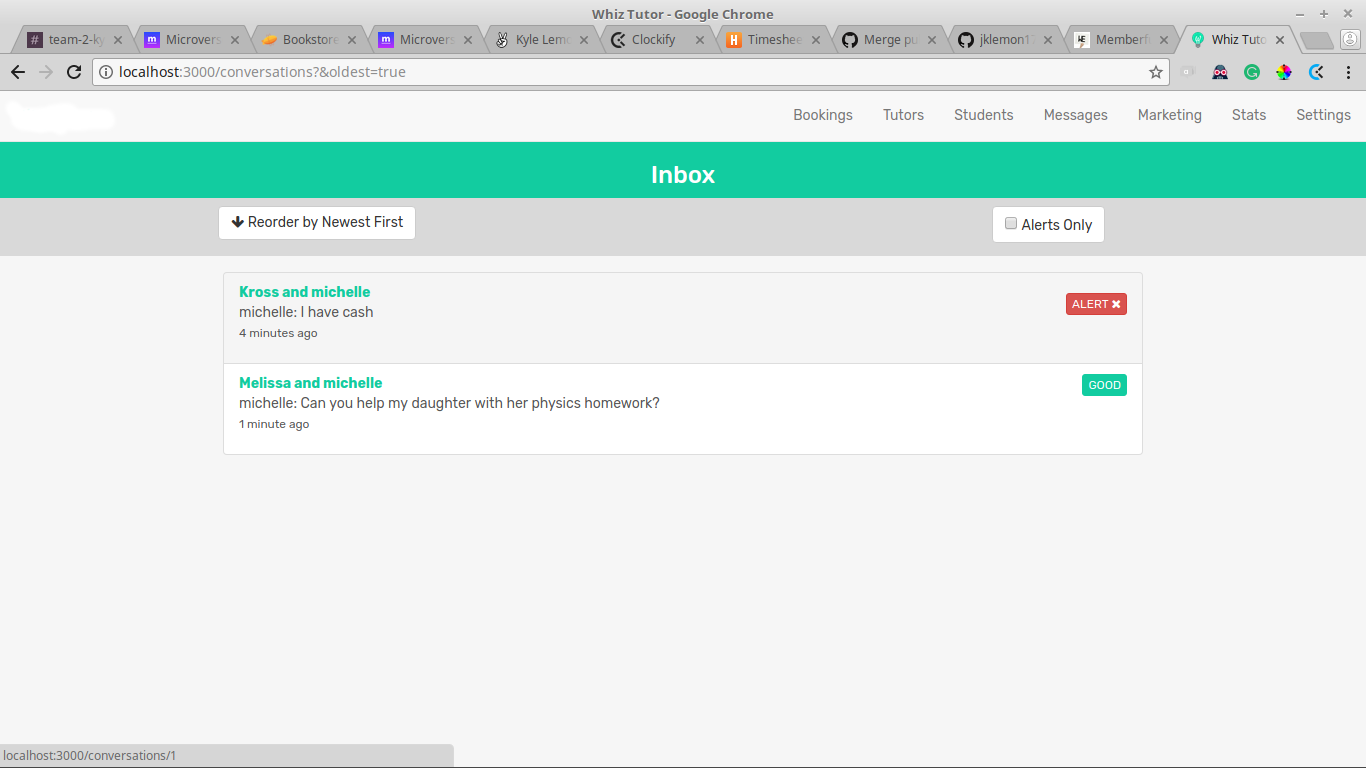 Whiz Tutor - Google Chrome
# team-2-ky
m Microvers
Bookstore
m Microvers
Kyle Lemo
Clockify
H Timeshee
Merge pu
jklemon1
Memberf
Whiz Tuto
localhost:3000/conversations?&oldest=true
Bookings Tutors Students Messages Marketing Stats Settings
Inbox
Reorder by Newest First
Alerts Only
Kross and michelle
michelle: I have cash
4 minutes ago
ALERT
Melissa and michelle
michelle: Can you help my daughter with her physics homework?
1 minute ago
GOOD
localhost:3000/conversations/1